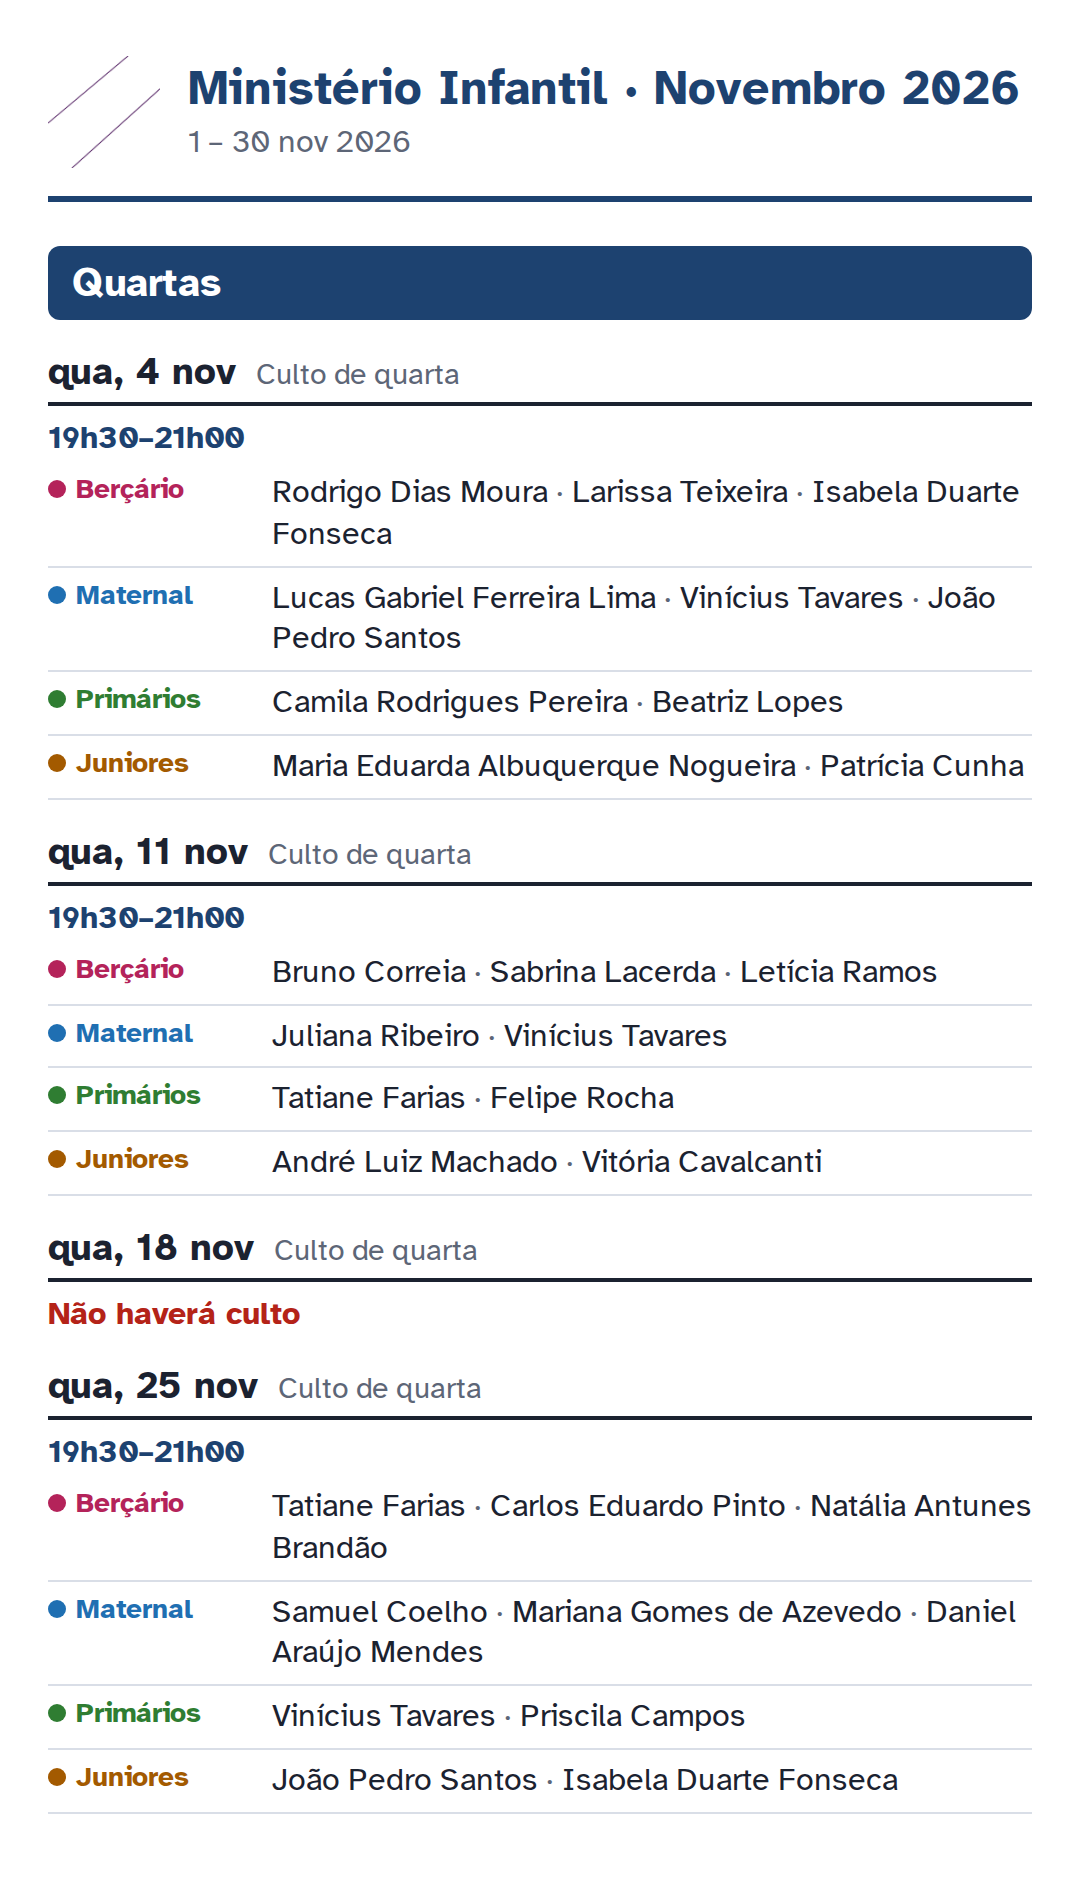 Ministério Infantil · Novembro 2026
1 – 30 nov 2026
Quartas
qua, 4 nov Culto de quarta
19h30–21h00
Berçário Rodrigo Dias Moura · Larissa Teixeira · Isabela Duarte
Fonseca
Maternal Lucas Gabriel Ferreira Lima · Vinícius Tavares · João
Pedro Santos
Primários Camila Rodrigues Pereira · Beatriz Lopes
Juniores Maria Eduarda Albuquerque Nogueira · Patrícia Cunha
qua, 11 nov Culto de quarta
19h30–21h00
Berçário Bruno Correia · Sabrina Lacerda · Letícia Ramos
Maternal Juliana Ribeiro · Vinícius Tavares
Primários Tatiane Farias · Felipe Rocha
Juniores André Luiz Machado · Vitória Cavalcanti
qua, 18 nov Culto de quarta
Não haverá culto
qua, 25 nov Culto de quarta
19h30–21h00
Berçário Tatiane Farias · Carlos Eduardo Pinto · Natália Antunes
Brandão
Maternal Samuel Coelho · Mariana Gomes de Azevedo · Daniel
Araújo Mendes
Primários Vinícius Tavares · Priscila Campos
Juniores João Pedro Santos · Isabela Duarte Fonseca